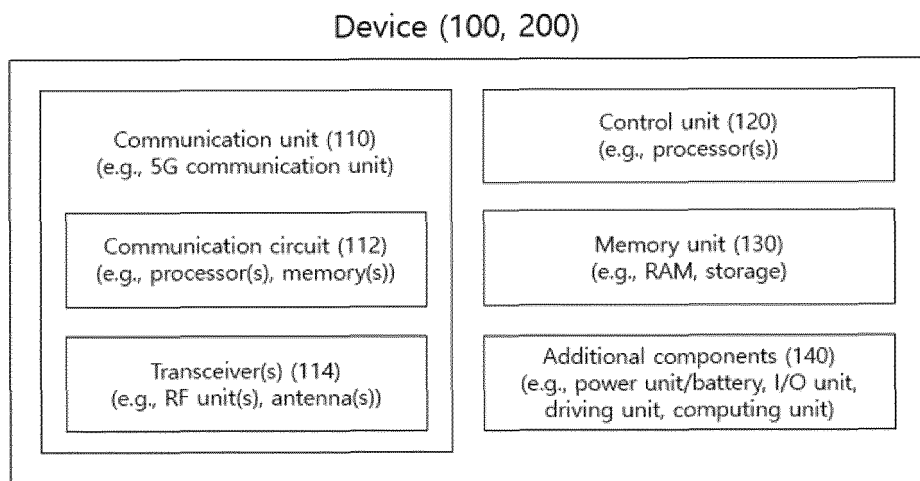 Device (100, 200)
Communication unit (110)
(e.g., 5G communication unit)
Communication circuit (112)
(e.g., processor(s), memory(s))
Transceiver(s) (114)
(e.g., RF unit(s), antenna(s))
Control unit (120)
(e.g., processor(s))
Memory unit (130)
(e.g., RAM, storage)
Additional components (140)
(e.g., power unit/battery, I/O unit,
driving unit, computing unit)